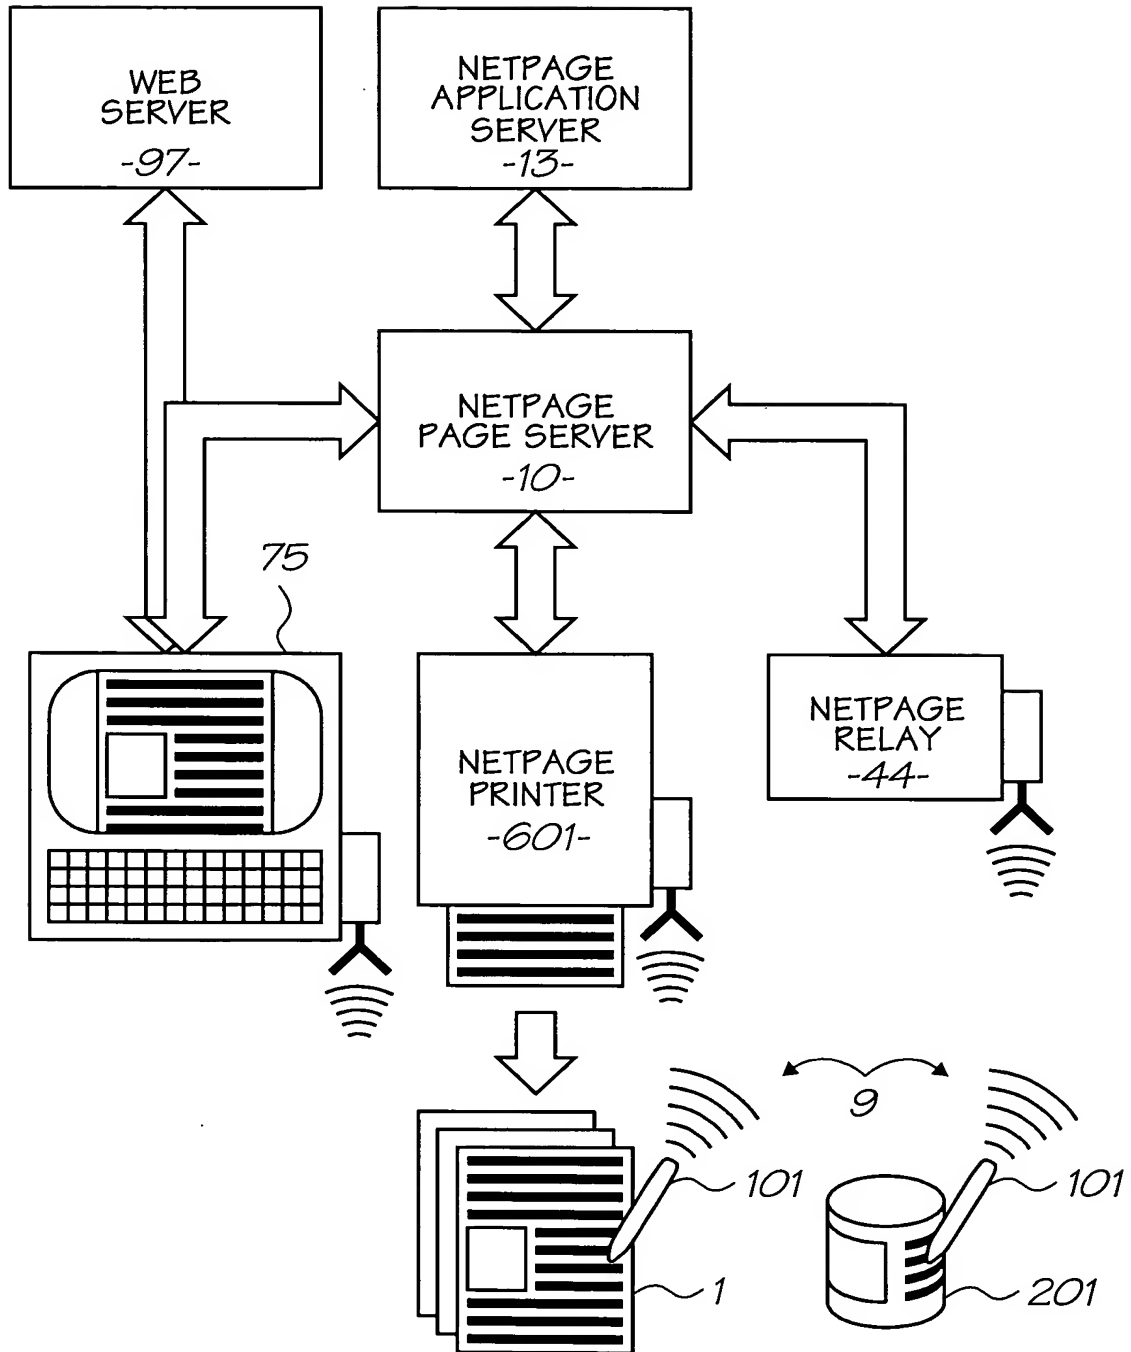 WEB
SERVER
-97-
NETPAGE
APPLICATION
SERVER
-13-
NETPAGE
PAGE SERVER
-10-
75
NETPAGE
PRINTER
-601-
NETPAGE
RELAY
-44-
9
101
101
1
201